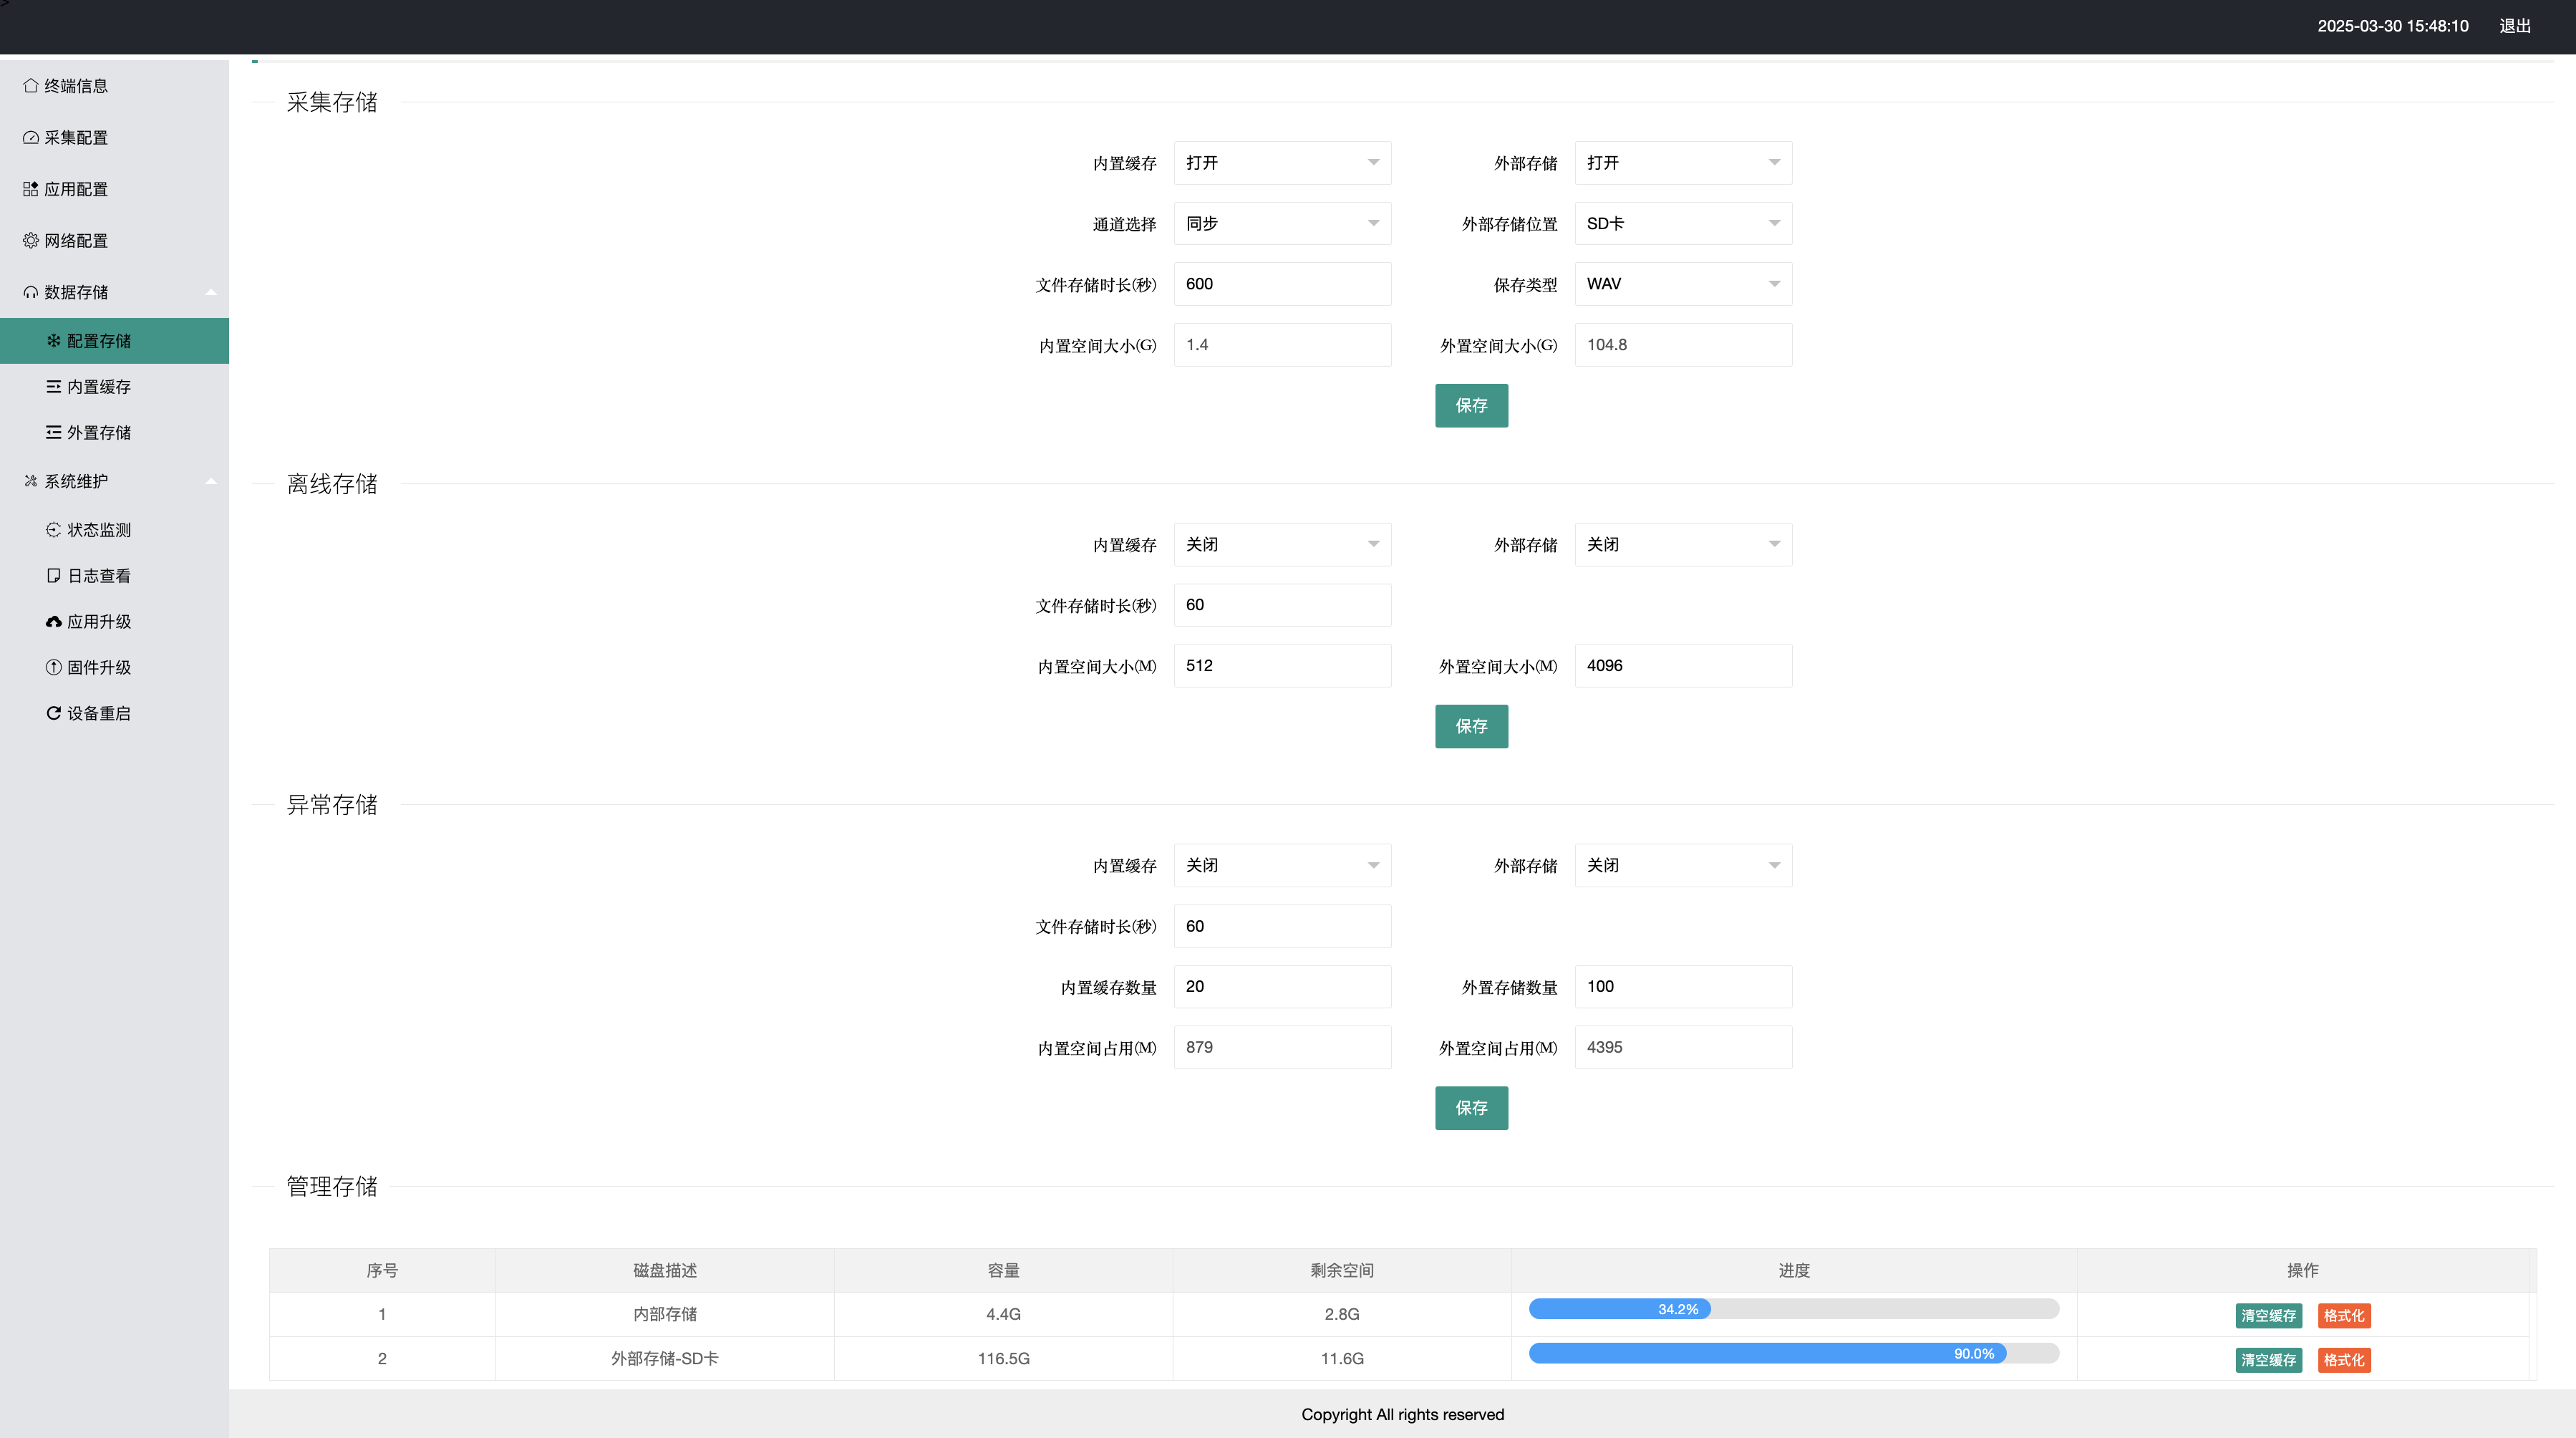 >
2025-03-30 15:48:10 退出
终端信息
采集配置
应用配置
网络配置
数据存储
配置存储
内置缓存
外置存储
系统维护
状态监测
日志查看
应用升级
固件升级
设备重启
采集存储
内置缓存 打开 外部存储 打开
通道选择 同步 外部存储位置 SD卡
文件存储时长(秒) 600 保存类型 WAV
内置空间大小(G) 1.4 外置空间大小(G) 104.8
保存
离线存储
内置缓存 关闭 外部存储 关闭
文件存储时长(秒) 60
内置空间大小(M) 512 外置空间大小(M) 4096
保存
异常存储
内置缓存 关闭 外部存储 关闭
文件存储时长(秒) 60
内置缓存数量 20 外置存储数量 100
内置空间占用(M) 879 外置空间占用(M) 4395
保存
管理存储
序号 磁盘描述 容量 剩余空间 进度 操作
1 内部存储 4.4G 2.8G 34.2% 清空缓存 格式化
2 外部存储-SD卡 116.5G 11.6G 90.0% 清空缓存 格式化
Copyright All rights reserved